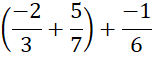 (-2/3 + 5/7) + -1/6